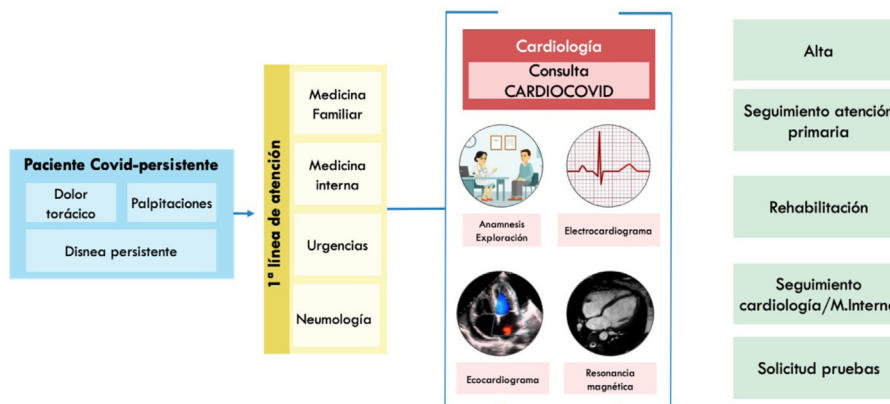 Paciente Covid-persistente
Dolor
torácico
Palpitaciones
Disnea persistente
1ª línea de atención
Medicina
Familiar
Medicina
interna
Urgencias
Neumología
Cardiología
Consulta
CARDIOCOVID
Anamnesis
Exploración
Electrocardiograma
Ecocardiograma
Resonancia
magnética
Alta
Seguimiento atención
primaria
Rehabilitación
Seguimiento
cardiología/M.Intern
Solicitud pruebas